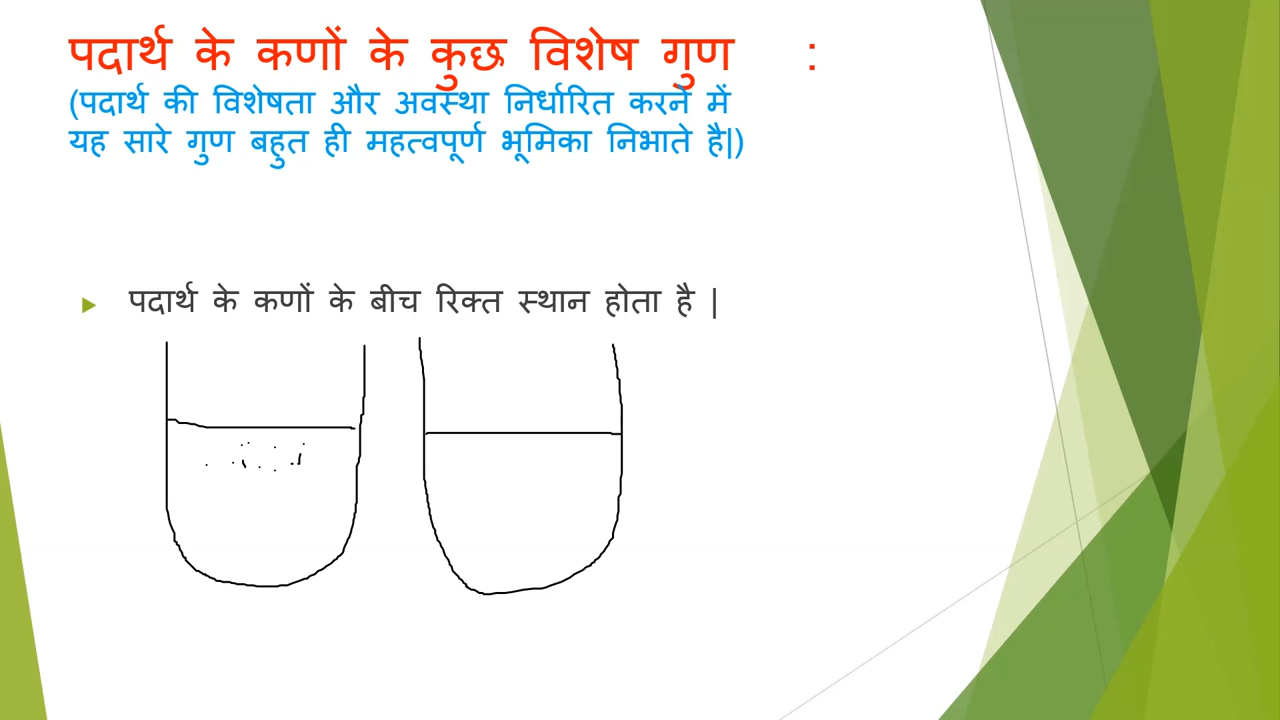 पदार्थ के कणों के कुछ विशेष गुण :
(पदार्थ की विशेषता और अवस्था निर्धारित करने में
यह सारे गुण बहुत ही महत्वपूर्ण भूमिका निभाते है|)
पदार्थ के कणों के बीच रिक्त स्थान होता है |